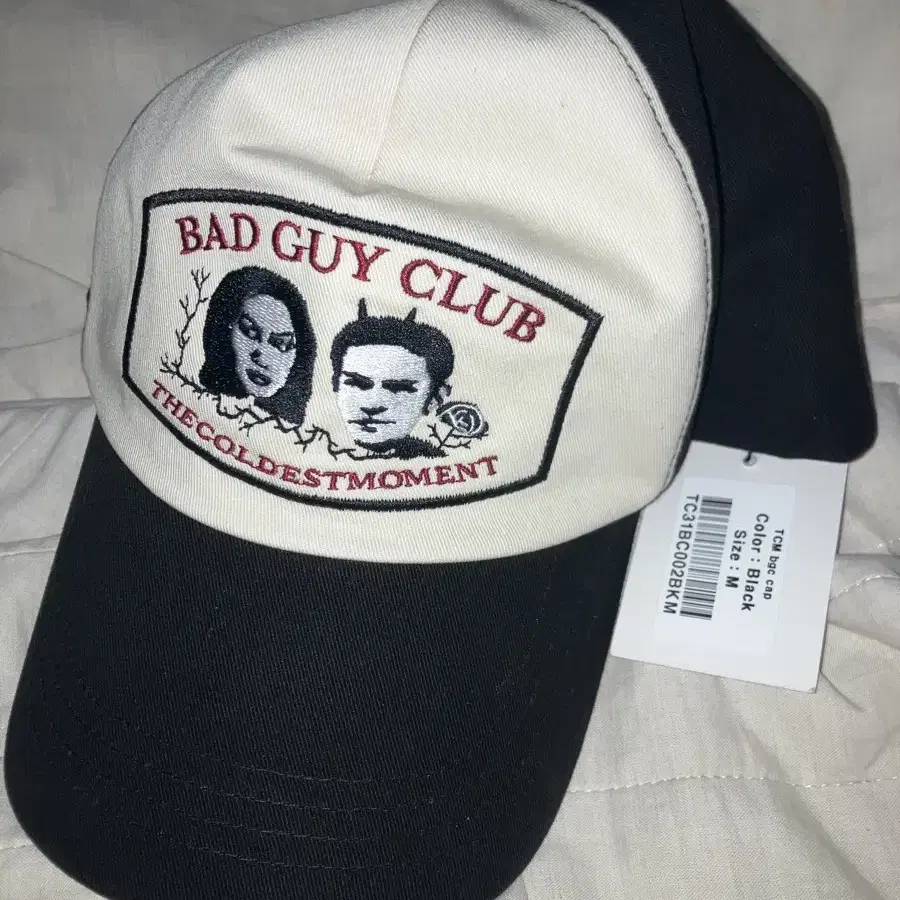 BAD GUY CLUB
THECOLDESTMOMENT
TCM bgc cap
Color : Black
Size : M
TC31BC002BKM